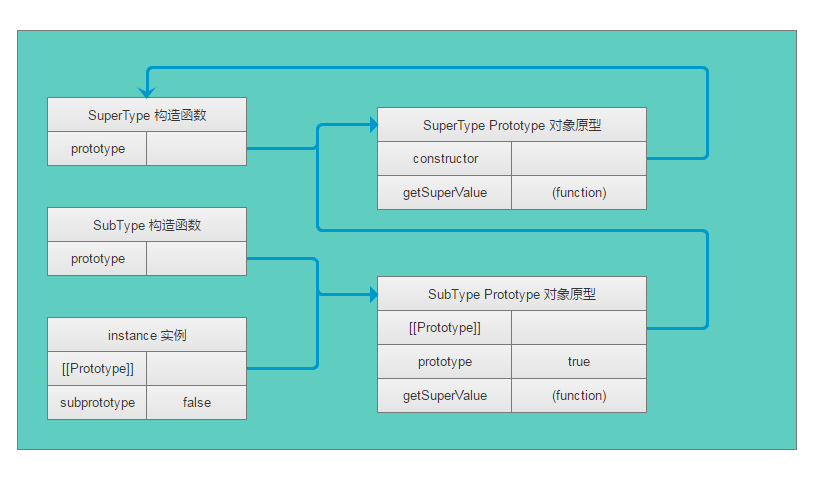 SuperType 构造函数
prototype
SuperType Prototype 对象原型
constructor
getSuperValue (function)
SubType 构造函数
prototype
SubType Prototype 对象原型
[[Prototype]]
prototype true
getSuperValue (function)
instance 实例
[[Prototype]]
subprototype false